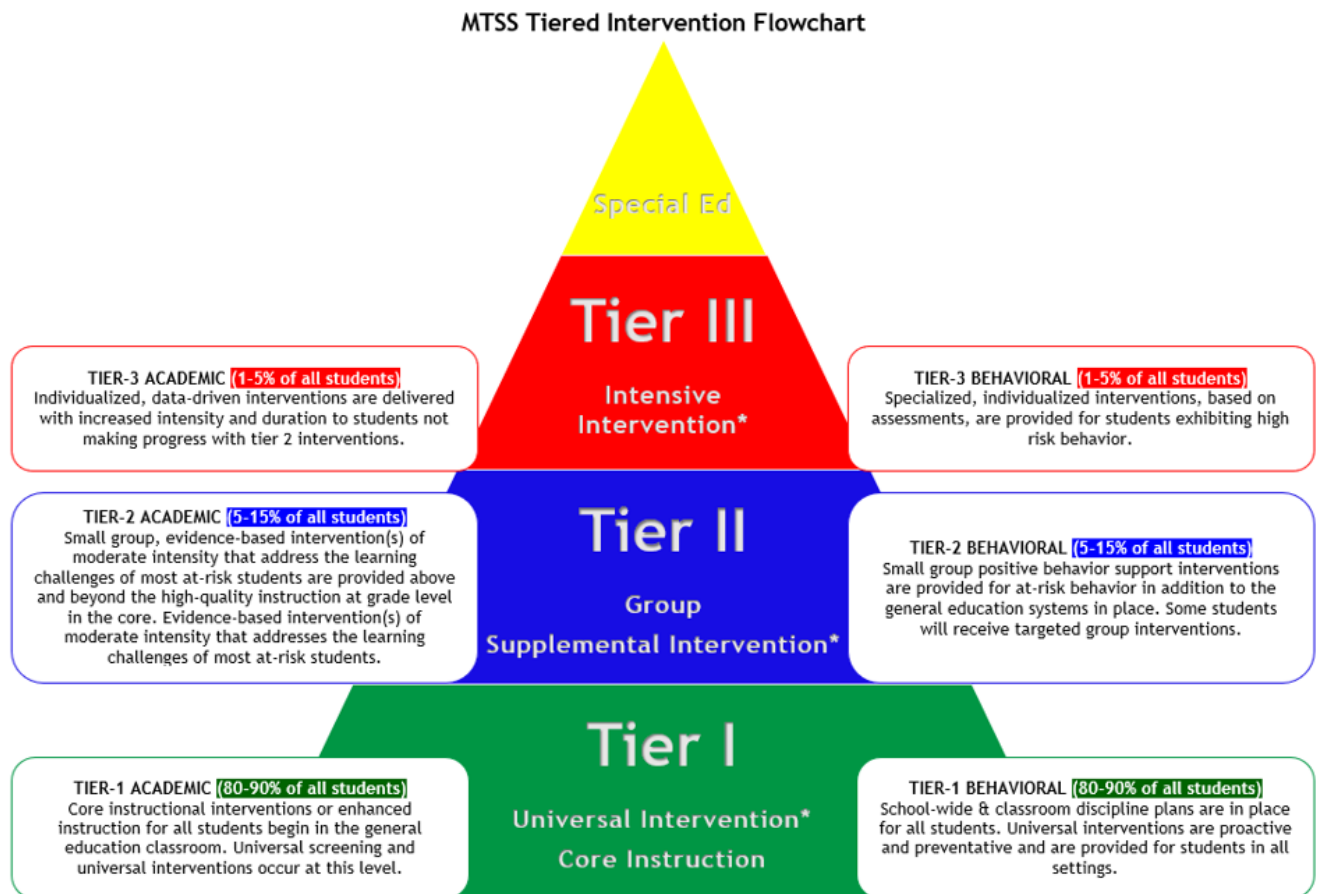 MTSS Tiered Intervention Flowchart
Special Ed
Tier III
Intensive
Intervention*
TIER-3 ACADEMIC (1-5% of all students)
Individualized, data-driven interventions are delivered
with increased intensity and duration to students not
making progress with tier 2 interventions.
TIER-3 BEHAVIORAL (1-5% of all students)
Specialized, individualized interventions, based on
assessments, are provided for students exhibiting high
risk behavior.
Tier II
Group
Supplemental Intervention*
TIER-2 ACADEMIC (5-15% of all students)
Small group, evidence-based intervention(s) of
moderate intensity that address the learning
challenges of most at-risk students are provided above
and beyond the high-quality instruction at grade level
in the core. Evidence-based intervention(s) of
moderate intensity that addresses the learning
challenges of most at-risk students.
TIER-2 BEHAVIORAL (5-15% of all students)
Small group positive behavior support interventions
are provided for at-risk behavior in addition to the
general education systems in place. Some students
will receive targeted group interventions.
Tier I
Universal Intervention*
Core Instruction
TIER-1 ACADEMIC (80-90% of all students)
Core instructional interventions or enhanced
instruction for all students begin in the general
education classroom. Universal screening and
universal interventions occur at this level.
TIER-1 BEHAVIORAL (80-90% of all students)
School-wide & classroom discipline plans are in place
for all students. Universal interventions are proactive
and preventative and are provided for students in all
settings.